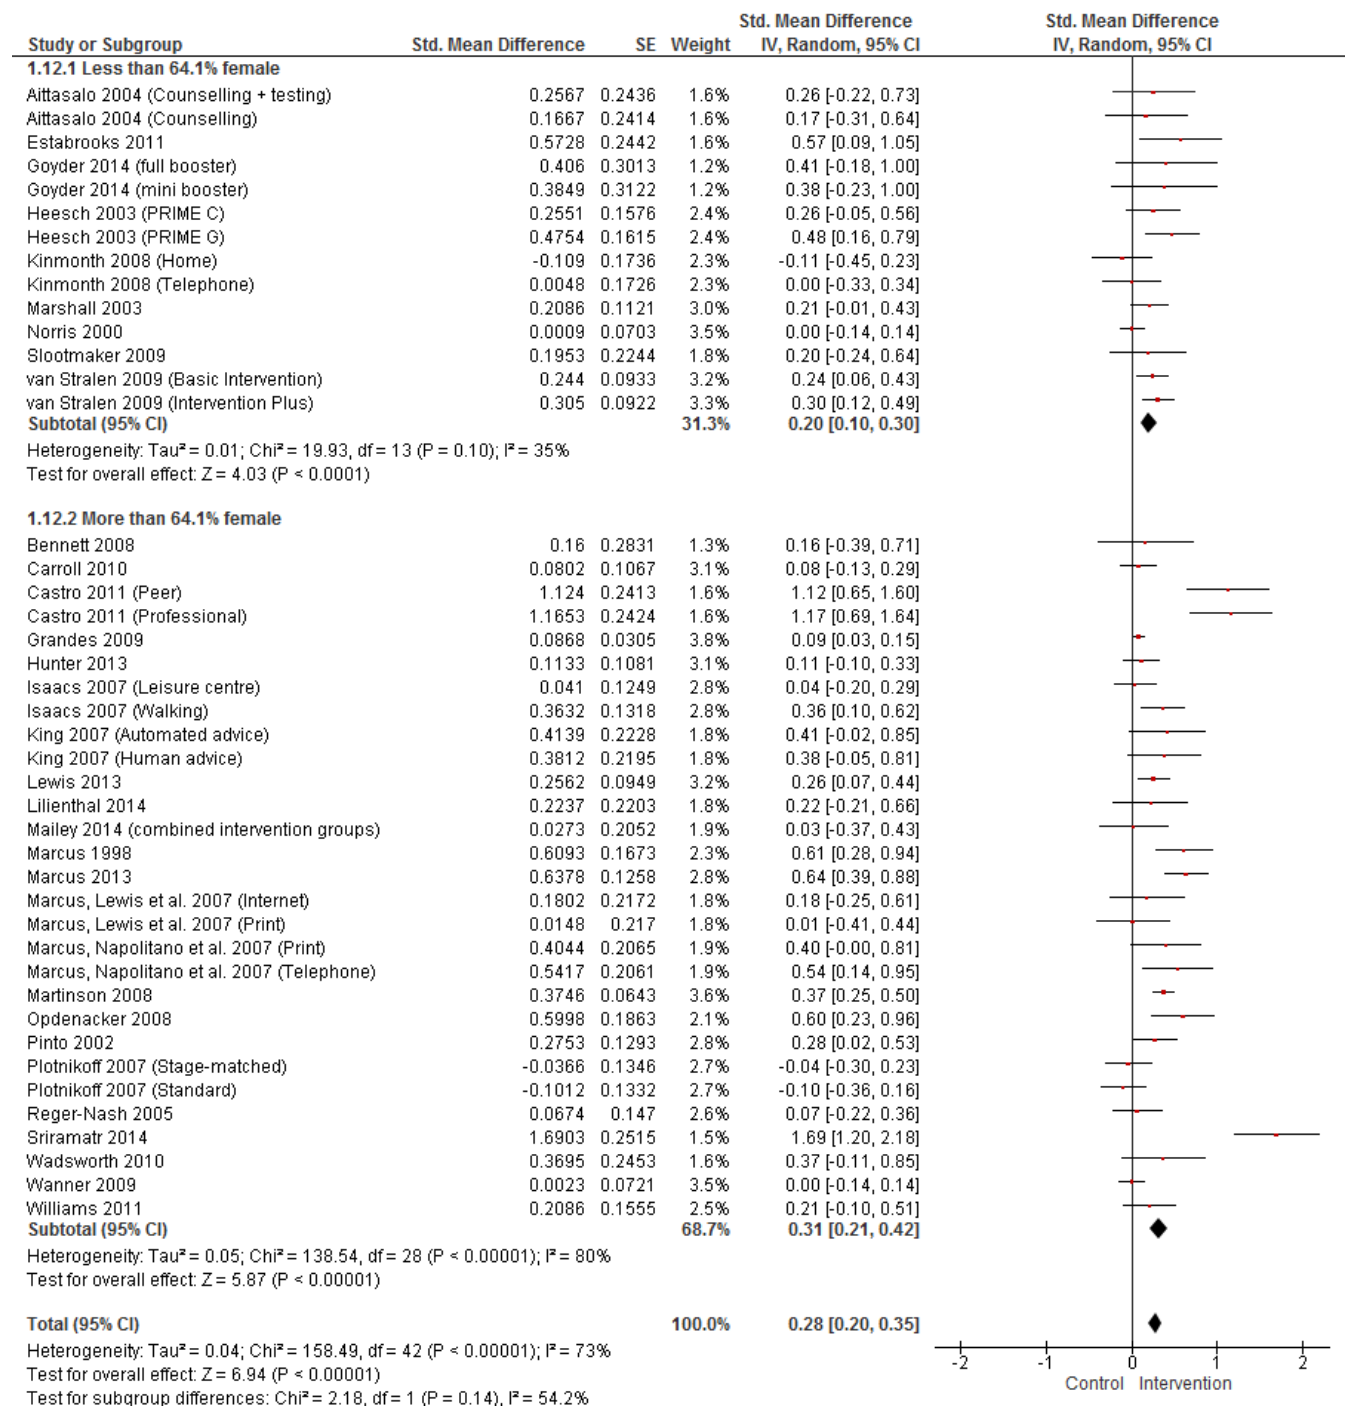 Std. Mean Difference Std. Mean Difference
Study or Subgroup Std. Mean Difference SE Weight IV, Random, 95% CI IV, Random, 95% CI
1.12.1 Less than 64.1% female
Aittasalo 2004 (Counselling + testing) 0.2567 0.2436 1.6% 0.26 [-0.22, 0.73]
Aittasalo 2004 (Counselling) 0.1667 0.2414 1.6% 0.17 [-0.31, 0.64]
Estabrooks 2011 0.5728 0.2442 1.6% 0.57 [0.09, 1.05]
Goyder 2014 (full booster) 0.406 0.3013 1.2% 0.41 [-0.18, 1.00]
Goyder 2014 (mini booster) 0.3849 0.3122 1.2% 0.38 [-0.23, 1.00]
Heesch 2003 (PRIME C) 0.2551 0.1576 2.4% 0.26 [-0.05, 0.56]
Heesch 2003 (PRIME G) 0.4754 0.1615 2.4% 0.48 [0.16, 0.79]
Kinmonth 2008 (Home) -0.109 0.1736 2.3% -0.11 [-0.45, 0.23]
Kinmonth 2008 (Telephone) 0.0048 0.1726 2.3% 0.00 [-0.33, 0.34]
Marshall 2003 0.2086 0.1121 3.0% 0.21 [-0.01, 0.43]
Norris 2000 0.0009 0.0703 3.5% 0.00 [-0.14, 0.14]
Slootmaker 2009 0.1953 0.2244 1.8% 0.20 [-0.24, 0.64]
van Stralen 2009 (Basic Intervention) 0.244 0.0933 3.2% 0.24 [0.06, 0.43]
van Stralen 2009 (Intervention Plus) 0.305 0.0922 3.3% 0.30 [0.12, 0.49]
Subtotal (95% CI) 31.3% 0.20 [0.10, 0.30]
Heterogeneity: Tau² = 0.01; Chi² = 19.93, df = 13 (P = 0.10); I² = 35%
Test for overall effect: Z = 4.03 (P < 0.0001)
1.12.2 More than 64.1% female
Bennett 2008 0.16 0.2831 1.3% 0.16 [-0.39, 0.71]
Carroll 2010 0.0802 0.1067 3.1% 0.08 [-0.13, 0.29]
Castro 2011 (Peer) 1.124 0.2413 1.6% 1.12 [0.65, 1.60]
Castro 2011 (Professional) 1.1653 0.2424 1.6% 1.17 [0.69, 1.64]
Grandes 2009 0.0868 0.0305 3.8% 0.09 [0.03, 0.15]
Hunter 2013 0.1133 0.1081 3.1% 0.11 [-0.10, 0.33]
Isaacs 2007 (Leisure centre) 0.041 0.1249 2.8% 0.04 [-0.20, 0.29]
Isaacs 2007 (Walking) 0.3632 0.1318 2.8% 0.36 [0.10, 0.62]
King 2007 (Automated advice) 0.4139 0.2228 1.8% 0.41 [-0.02, 0.85]
King 2007 (Human advice) 0.3812 0.2195 1.8% 0.38 [-0.05, 0.81]
Lewis 2013 0.2562 0.0949 3.2% 0.26 [0.07, 0.44]
Lilienthal 2014 0.2237 0.2203 1.8% 0.22 [-0.21, 0.66]
Mailey 2014 (combined intervention groups) 0.0273 0.2052 1.9% 0.03 [-0.37, 0.43]
Marcus 1998 0.6093 0.1673 2.3% 0.61 [0.28, 0.94]
Marcus 2013 0.6378 0.1258 2.8% 0.64 [0.39, 0.88]
Marcus, Lewis et al. 2007 (Internet) 0.1802 0.2172 1.8% 0.18 [-0.25, 0.61]
Marcus, Lewis et al. 2007 (Print) 0.0148 0.217 1.8% 0.01 [-0.41, 0.44]
Marcus, Napolitano et al. 2007 (Print) 0.4044 0.2065 1.9% 0.40 [-0.00, 0.81]
Marcus, Napolitano et al. 2007 (Telephone) 0.5417 0.2061 1.9% 0.54 [0.14, 0.95]
Martinson 2008 0.3746 0.0643 3.6% 0.37 [0.25, 0.50]
Opdenacker 2008 0.5998 0.1863 2.1% 0.60 [0.23, 0.96]
Pinto 2002 0.2753 0.1293 2.8% 0.28 [0.02, 0.53]
Plotnikoff 2007 (Stage-matched) -0.0366 0.1346 2.7% -0.04 [-0.30, 0.23]
Plotnikoff 2007 (Standard) -0.1012 0.1332 2.7% -0.10 [-0.36, 0.16]
Reger-Nash 2005 0.0674 0.147 2.6% 0.07 [-0.22, 0.36]
Sriramatr 2014 1.6903 0.2515 1.5% 1.69 [1.20, 2.18]
Wadsworth 2010 0.3695 0.2453 1.6% 0.37 [-0.11, 0.85]
Wanner 2009 0.0023 0.0721 3.5% 0.00 [-0.14, 0.14]
Williams 2011 0.2086 0.1555 2.5% 0.21 [-0.10, 0.51]
Subtotal (95% CI) 68.7% 0.31 [0.21, 0.42]
Heterogeneity: Tau² = 0.05; Chi² = 138.54, df = 28 (P < 0.00001); I² = 80%
Test for overall effect: Z = 5.87 (P < 0.00001)
Total (95% CI) 100.0% 0.28 [0.20, 0.35]
Heterogeneity: Tau² = 0.04; Chi² = 158.49, df = 42 (P < 0.00001); I² = 73%
Test for overall effect: Z = 6.94 (P < 0.00001)
Test for subgroup differences: Chi² = 2.18, df = 1 (P = 0.14), I² = 54.2%
-2 -1 0 1 2
Control Intervention